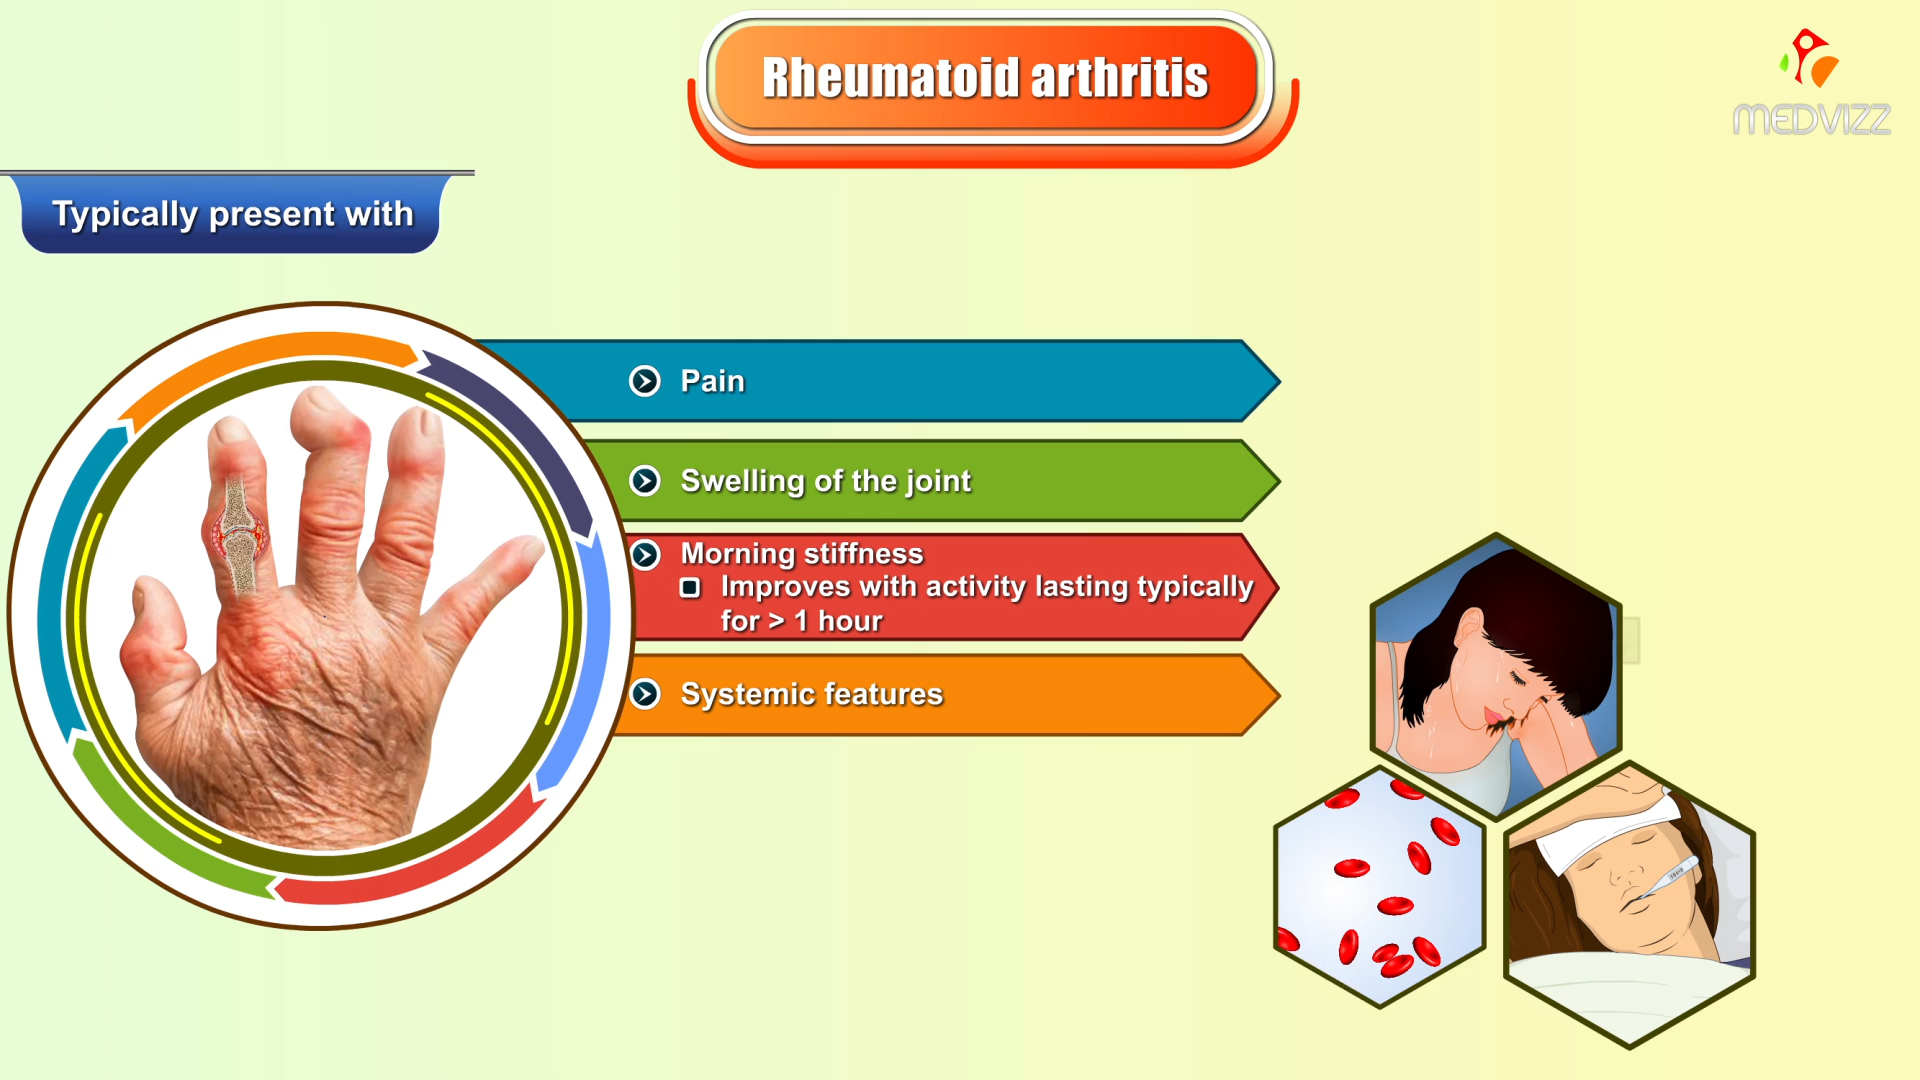 Rheumatoid arthritis
MEDVIZZ
Typically present with
Pain
Swelling of the joint
Morning stiffness
Improves with activity lasting typically
for > 1 hour
Systemic features